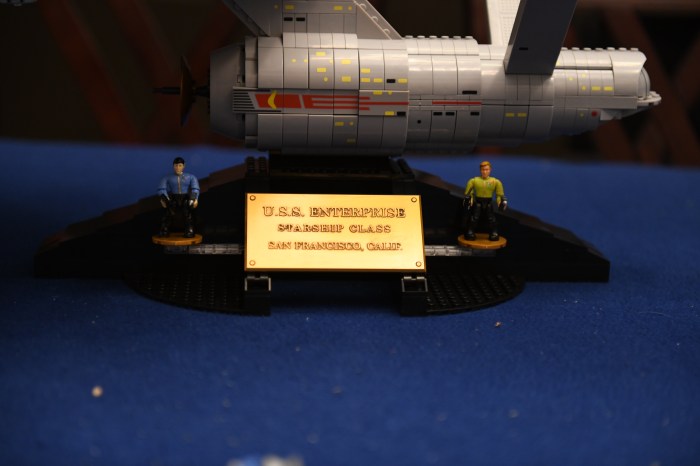 U.S.S. ENTERPRISE
STARSHIP CLASS
SAN FRANCISCO, CALIF.